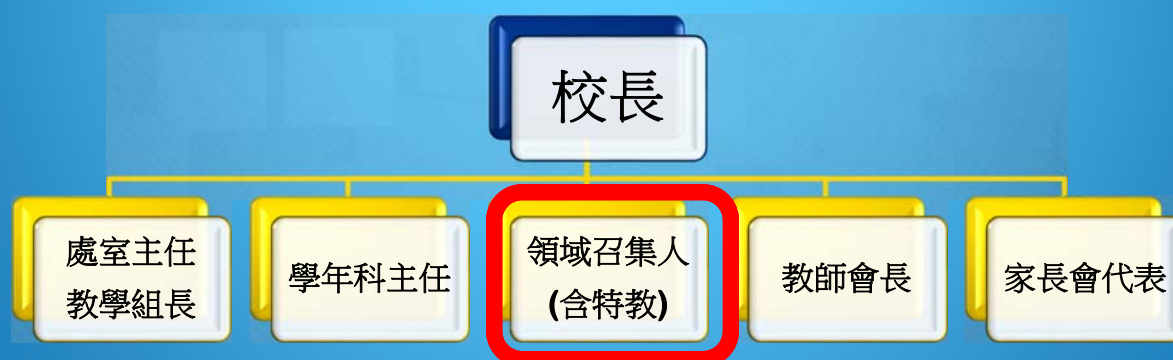 校長
處室主任
教學組長
學年科主任
領域召集人
(含特教)
教師會長
家長會代表